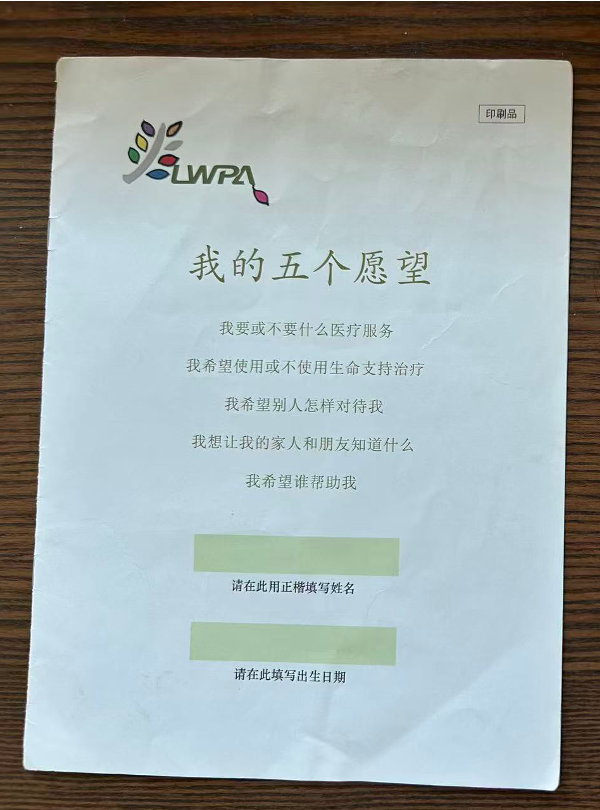 印刷品
LWPA
我的五个愿望
我要或不要什么医疗服务
我希望使用或不使用生命支持治疗
我希望别人怎样对待我
我想让我的家人和朋友知道什么
我希望谁帮助我
请在此用正楷填写姓名
请在此填写出生日期